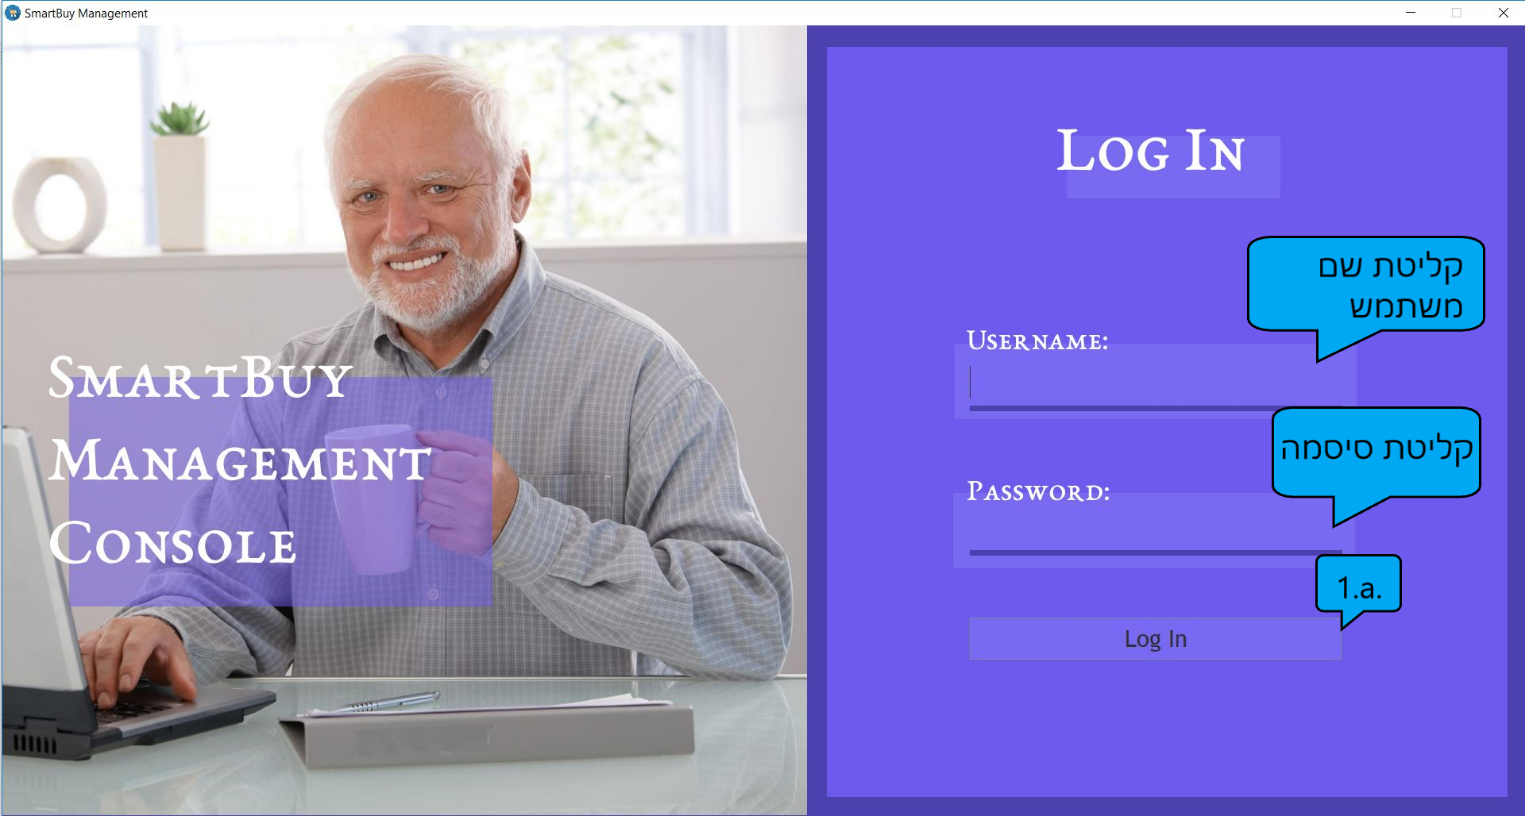 SmartBuy Management
SmartBuy
Management
Console
Log In
קליטת שם
משתמש
Username:
קליטת סיסמה
Password:
1.a.
Log In